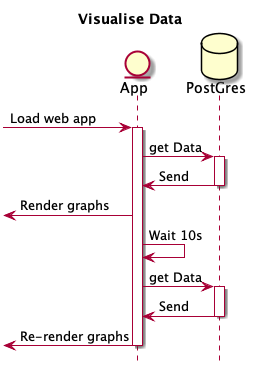 Visualise Data
App
PostGres
Load web app
get Data
Send
Render graphs
Wait 10s
get Data
Send
Re-render graphs